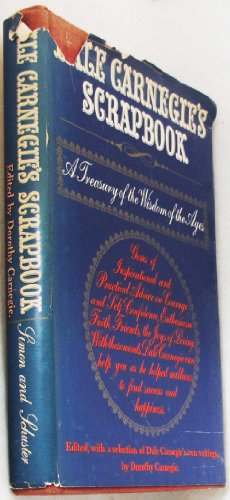 ALE CARNEGIE'S
SCRAPBOOK
A Treasury of the Wisdom of the Ages
Gems of
Inspirational and
Practical Advice on Courage
and Self-Confidence, Enthusiasm
Faith, Friends, the Joys of Living
With these words, Dale Carnegie can
help you as he helped millions
to find success and
happiness.
Edited, with a selection of Dale Carnegie's own writings,
by Dorothy Carnegie.
LE CARNEGIE'S SCRAPBOOK
Edited by Dorothy Carnegie.
Simon and Schuster